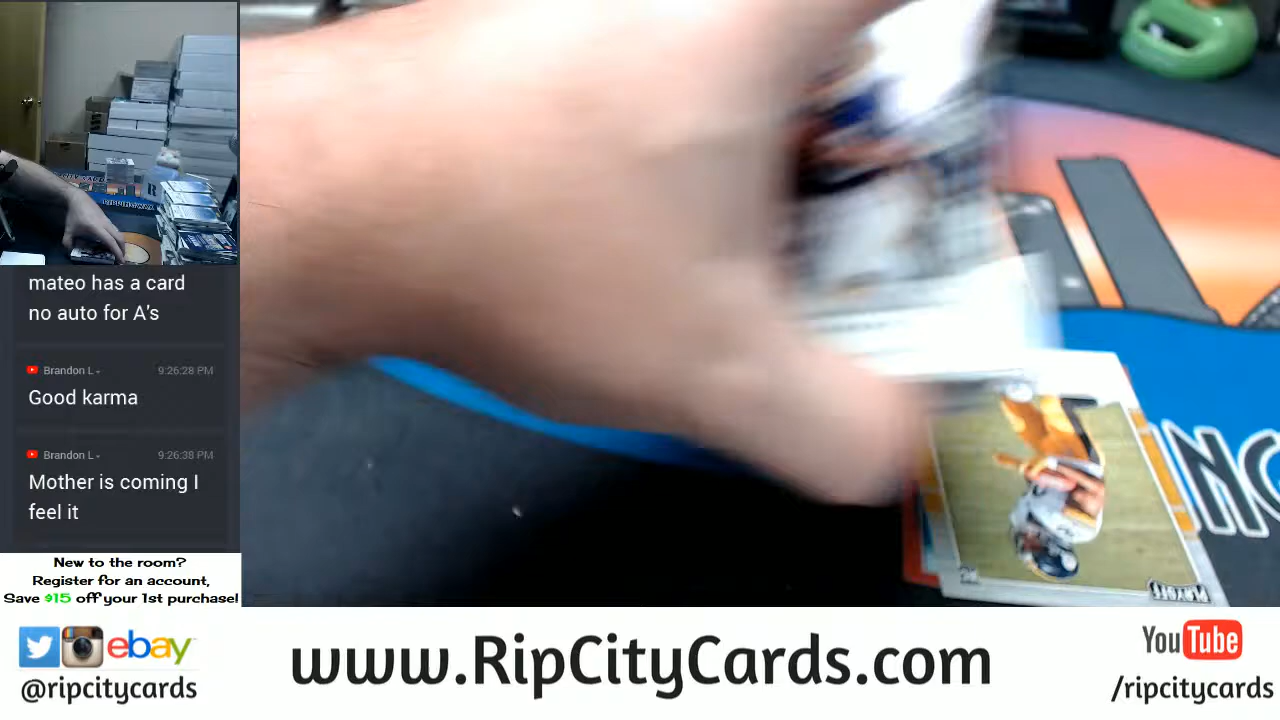 mateo has a card
no auto for A's
Brandon L 9:26:28 PM
Good karma
Brandon L 9:26:38 PM
Mother is coming I
feel it
New to the room?
Register for an account,
Save $15 off your 1st purchase!
PLAYOFF
ebay
@ripcitycards
www.RipCityCards.com
YouTube
/ripcitycards